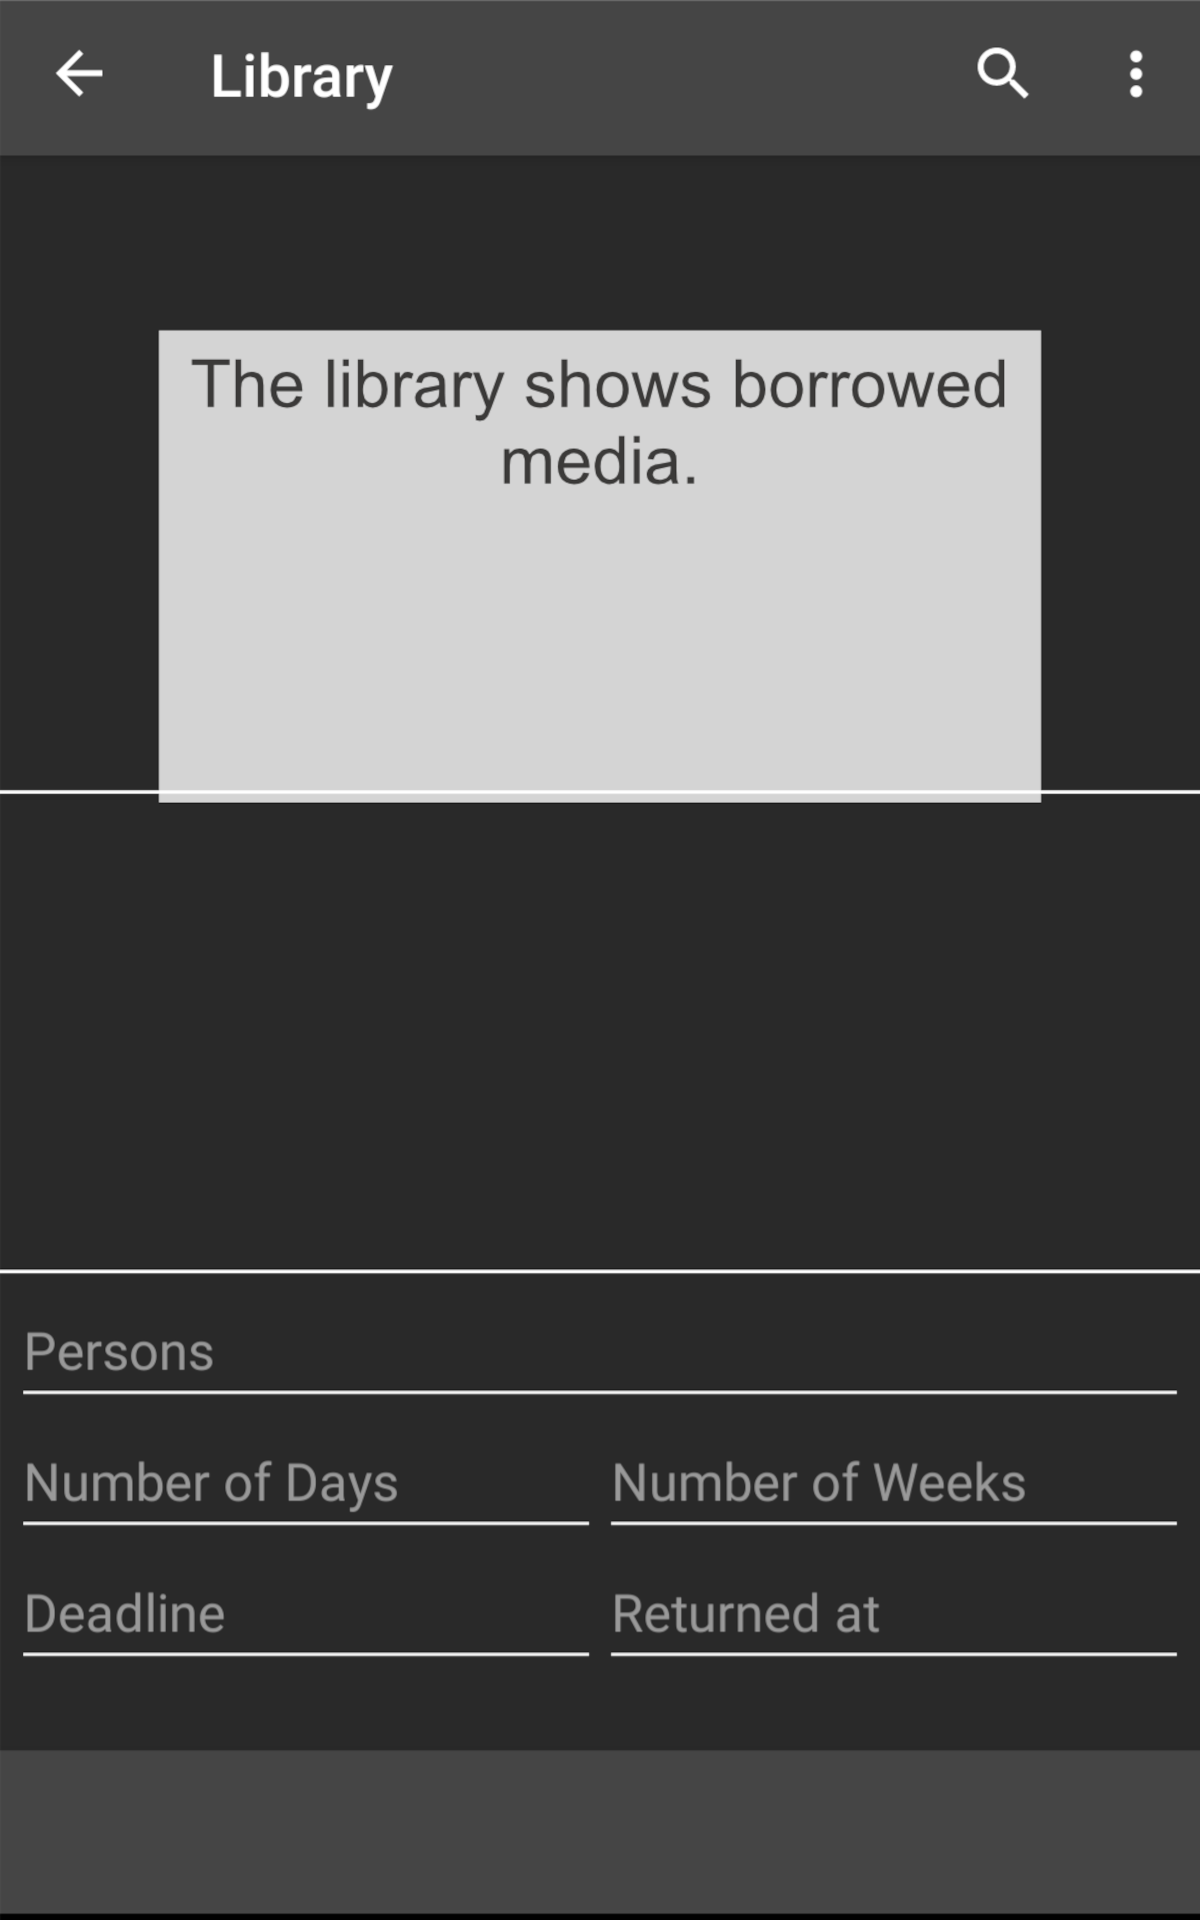 Library
The library shows borrowed
media.
Persons
Number of Days
Number of Weeks
Deadline
Returned at